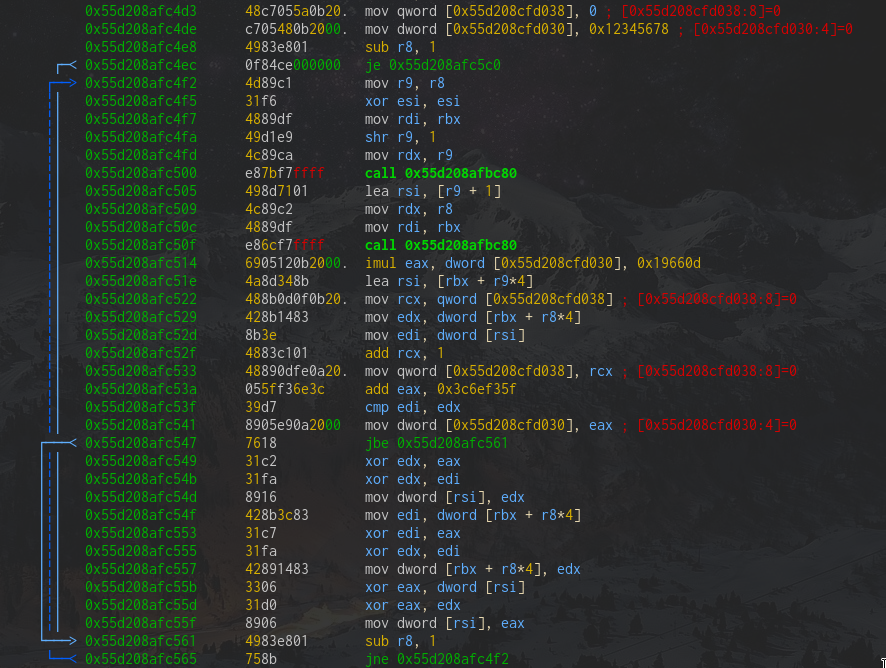 0x55d208afc4d3 48c7055a0b20. mov qword [0x55d208cfd038], 0 ; [0x55d208cfd038:8]=0
0x55d208afc4de c705480b2000. mov dword [0x55d208cfd030], 0x12345678 ; [0x55d208cfd030:4]=0
0x55d208afc4e8 4983e801 sub r8, 1
0x55d208afc4ec 0f84ce000000 je 0x55d208afc5c0
0x55d208afc4f2 4d89c1 mov r9, r8
0x55d208afc4f5 31f6 xor esi, esi
0x55d208afc4f7 4889df mov rdi, rbx
0x55d208afc4fa 49d1e9 shr r9, 1
0x55d208afc4fd 4c89ca mov rdx, r9
0x55d208afc500 e87bf7ffff call 0x55d208afbc80
0x55d208afc505 498d7101 lea rsi, [r9 + 1]
0x55d208afc509 4c89c2 mov rdx, r8
0x55d208afc50c 4889df mov rdi, rbx
0x55d208afc50f e86cf7ffff call 0x55d208afbc80
0x55d208afc514 6905120b2000. imul eax, dword [0x55d208cfd030], 0x19660d
0x55d208afc51e 4a8d348b lea rsi, [rbx + r9*4]
0x55d208afc522 488b0d0f0b20. mov rcx, qword [0x55d208cfd038] ; [0x55d208cfd038:8]=0
0x55d208afc529 428b1483 mov edx, dword [rbx + r8*4]
0x55d208afc52d 8b3e mov edi, dword [rsi]
0x55d208afc52f 4883c101 add rcx, 1
0x55d208afc533 48890dfe0a20. mov qword [0x55d208cfd038], rcx ; [0x55d208cfd038:8]=0
0x55d208afc53a 055ff36e3c add eax, 0x3c6ef35f
0x55d208afc53f 39d7 cmp edi, edx
0x55d208afc541 8905e90a2000 mov dword [0x55d208cfd030], eax ; [0x55d208cfd030:4]=0
0x55d208afc547 7618 jbe 0x55d208afc561
0x55d208afc549 31c2 xor edx, eax
0x55d208afc54b 31fa xor edx, edi
0x55d208afc54d 8916 mov dword [rsi], edx
0x55d208afc54f 428b3c83 mov edi, dword [rbx + r8*4]
0x55d208afc553 31c7 xor edi, eax
0x55d208afc555 31fa xor edx, edi
0x55d208afc557 42891483 mov dword [rbx + r8*4], edx
0x55d208afc55b 3306 xor eax, dword [rsi]
0x55d208afc55d 31d0 xor eax, edx
0x55d208afc55f 8906 mov dword [rsi], eax
0x55d208afc561 4983e801 sub r8, 1
0x55d208afc565 758b jne 0x55d208afc4f2